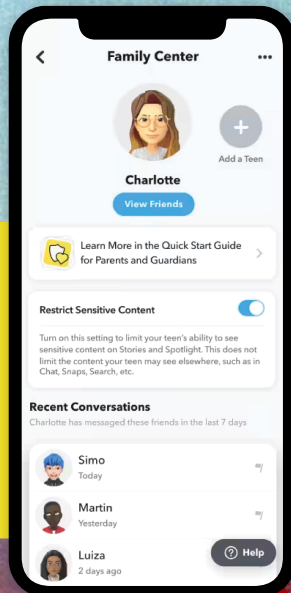 Family Center
Add a Teen
Charlotte
View Friends
Learn More in the Quick Start Guide
for Parents and Guardians
Restrict Sensitive Content
Turn on this setting to limit your teen's ability to see
sensitive content on Stories and Spotlight. This does not
limit the content your teen may see elsewhere, such as in
Chat, Snaps, Search, etc.
Recent Conversations
Charlotte has messaged these friends in the last 7 days
Simo
Today
Martin
Yesterday
Luiza
2 days ago
Help